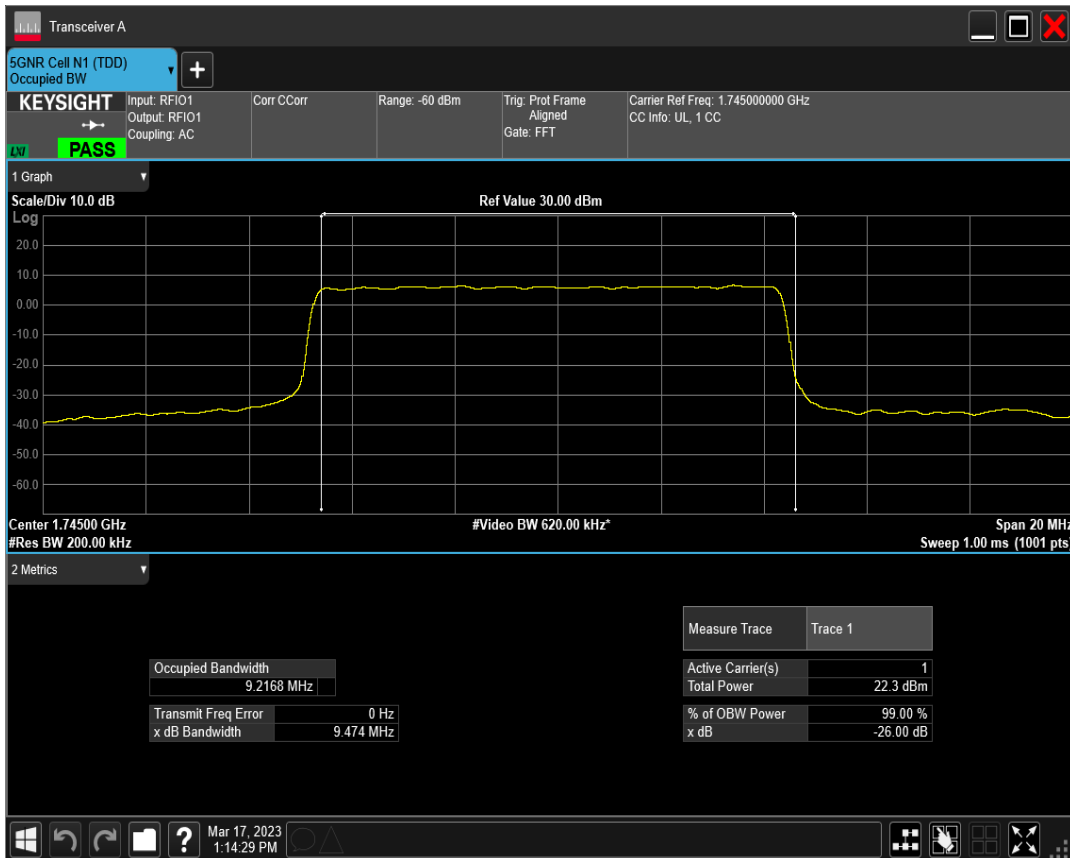 Transceiver A
5GNR Cell N1 (TDD)
Occupied BW
+
KEYSIGHT
LXI
PASS
Input: RFIO1
Output: RFIO1
Coupling: AC
Corr CCorr
Range: -60 dBm
Trig: Prot Frame
Aligned
Gate: FFT
Carrier Ref Freq: 1.745000000 GHz
CC Info: UL, 1 CC
1 Graph
Scale/Div 10.0 dB
Ref Value 30.00 dBm
Log
20.0
10.0
0.00
-10.0
-20.0
-30.0
-40.0
-50.0
-60.0
Center 1.74500 GHz
#Video BW 620.00 kHz*
Span 20 MHz
#Res BW 200.00 kHz
Sweep 1.00 ms (1001 pts)
2 Metrics
Measure Trace Trace 1
Occupied Bandwidth
9.2168 MHz
Active Carrier(s) 1
Total Power 22.3 dBm
Transmit Freq Error 0 Hz
x dB Bandwidth 9.474 MHz
% of OBW Power 99.00 %
x dB -26.00 dB
?
Mar 17, 2023
1:14:29 PM